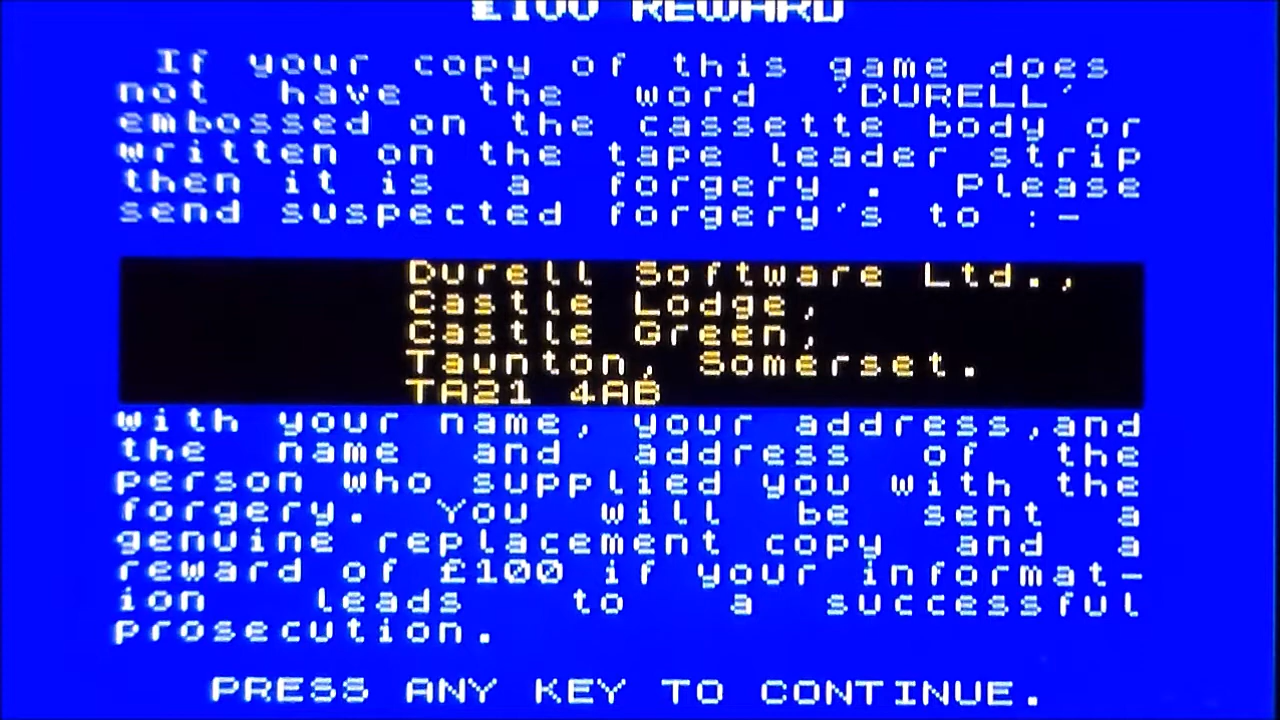 £100 REWARD
If your copy of this game does
not have the word 'DURELL'
embossed on the cassette body or
written on the tape leader strip
then it is a forgery. Please
send suspected forgery's to :-
Durell Software Ltd.,
Castle Lodge,
Castle Green,
Taunton, Somerset.
TA21 4AB
with your name, your address,and
the name and address of the
person who supplied you with the
forgery. You will be sent a
genuine replacement copy and a
reward of £100 if your informat-
ion leads to a successful
prosecution.
PRESS ANY KEY TO CONTINUE.